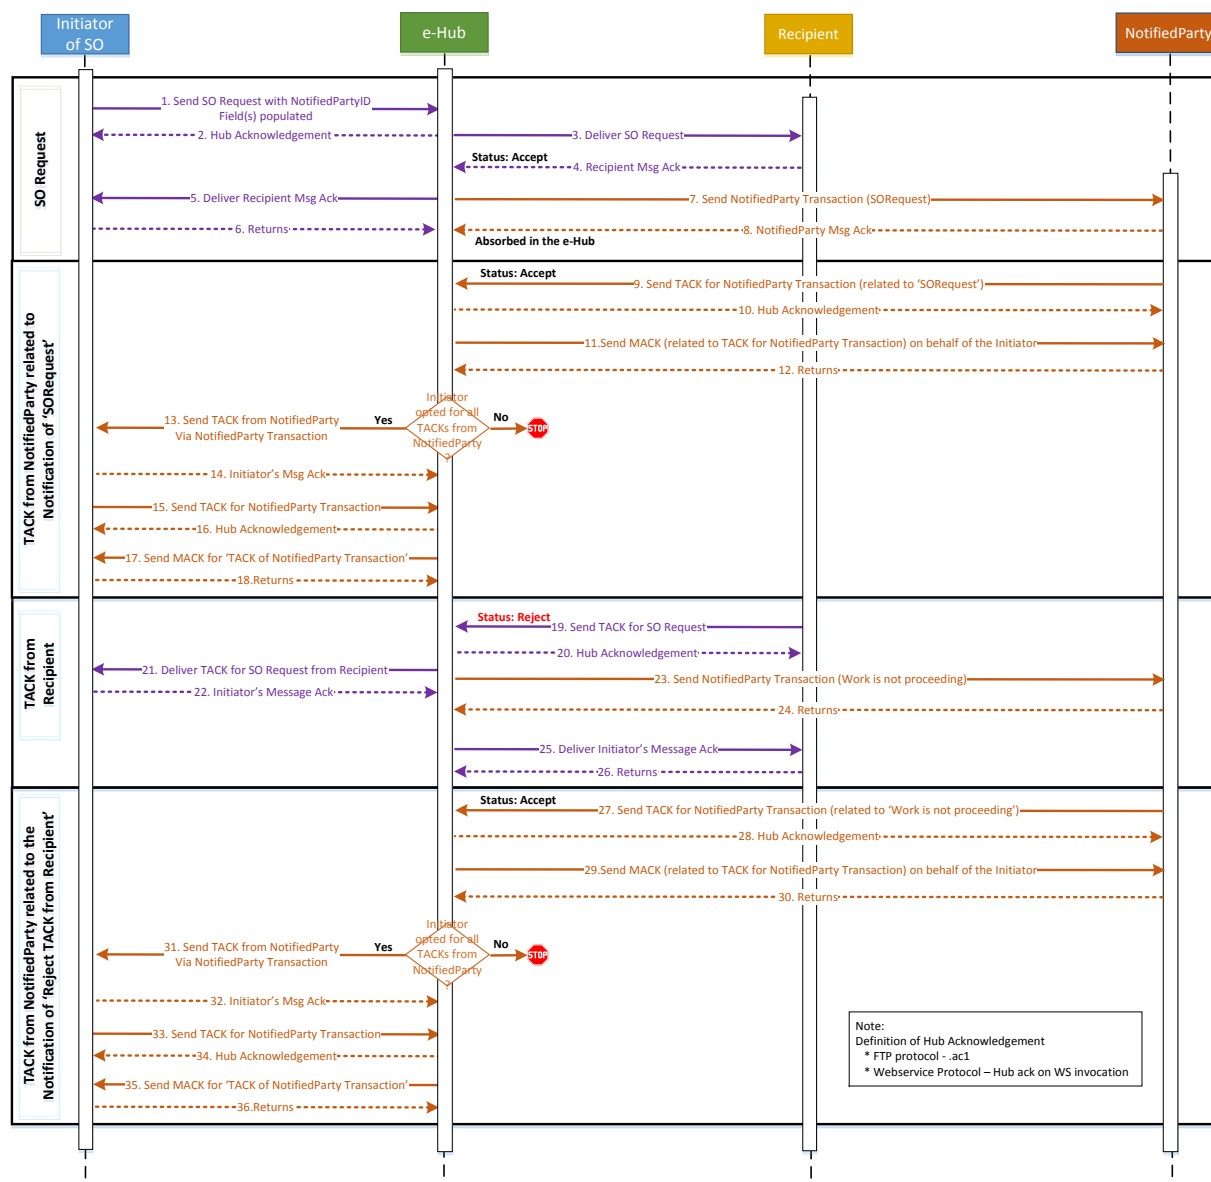 Initiator
of SO
e-Hub
Recipient
NotifiedParty
SO Request
1. Send SO Request with NotifiedPartyID
Field(s) populated
2. Hub Acknowledgement
3. Deliver SO Request
Status: Accept
4. Recipient Msg Ack
5. Deliver Recipient Msg Ack
7. Send NotifiedParty Transaction (SORequest)
6. Returns
8. NotifiedParty Msg Ack
Absorbed in the e-Hub
TACK from NotifiedParty related to
Notification of ‘SORequest’
Status: Accept
9. Send TACK for NotifiedParty Transaction (related to ‘SORequest’)
10. Hub Acknowledgement
11.Send MACK (related to TACK for NotifiedParty Transaction) on behalf of the Initiator
12. Returns
Initiator
opted for all
TACKs from
NotifiedParty
?
Yes
No
STOP
13. Send TACK from NotifiedParty
Via NotifiedParty Transaction
14. Initiator’s Msg Ack
15. Send TACK for NotifiedParty Transaction
16. Hub Acknowledgement
17. Send MACK for ‘TACK of NotifiedParty Transaction’
18.Returns
TACK from
Recipient
Status: Reject
19. Send TACK for SO Request
20. Hub Acknowledgement
21. Deliver TACK for SO Request from Recipient
23. Send NotifiedParty Transaction (Work is not proceeding)
22. Initiator’s Message Ack
24. Returns
25. Deliver Initiator’s Message Ack
26. Returns
TACK from NotifiedParty related to the
Notification of ‘Reject TACK from Recipient’
Status: Accept
27. Send TACK for NotifiedParty Transaction (related to ‘Work is not proceeding’)
28. Hub Acknowledgement
29.Send MACK (related to TACK for NotifiedParty Transaction) on behalf of the Initiator
30. Returns
Initiator
opted for all
TACKs from
NotifiedParty
?
Yes
No
STOP
31. Send TACK from NotifiedParty
Via NotifiedParty Transaction
32. Initiator’s Msg Ack
33. Send TACK for NotifiedParty Transaction
34. Hub Acknowledgement
35. Send MACK for ‘TACK of NotifiedParty Transaction’
36.Returns
Note:
Definition of Hub Acknowledgement
* FTP protocol - .ac1
* Webservice Protocol – Hub ack on WS invocation